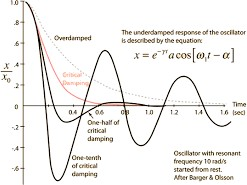 1.0
.8
.6
.4
.2
0
.2
.4
.6
.8
x
x₀
Overdamped
Critical
Damping
The underdamped response of the oscillator
is described by the equation:
x = e^{-γt} a cos[ω₁t − α]
Time
(sec)
0.2 0.4 0.6 0.8 1.0 1.2 1.4
One-half of
critical
damping
One-tenth of
critical damping
Oscillator with resonant
frequency 10 rad/s
started from rest.
After Barger & Olsson